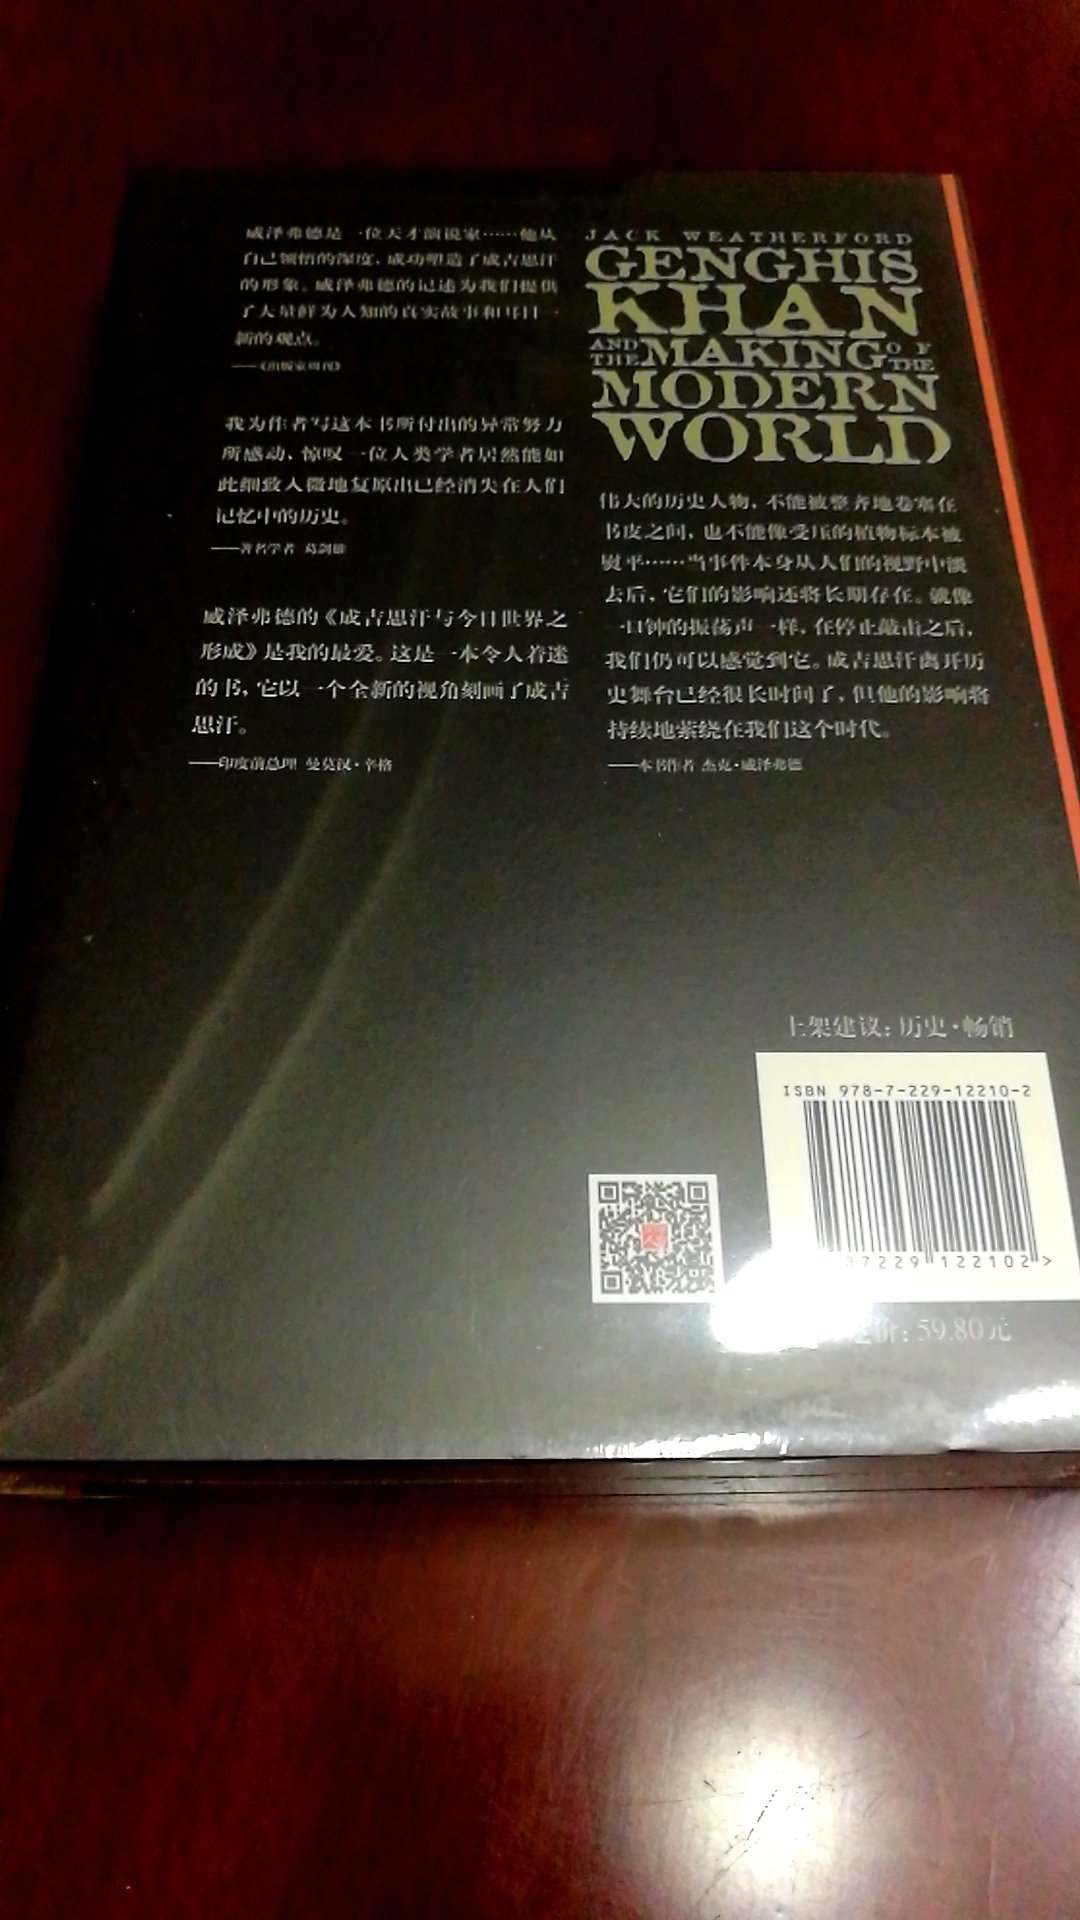 威泽弗德是一位天才演说家……他从
自己领悟的深度，成功塑造了成吉思汗
的形象。威泽弗德的记述为我们提供
了大量鲜为人知的真实故事和耳目一
新的观点。
——《出版家周刊》
我为作者写这本书所付出的异常努力
所感动，惊叹一位人类学者居然能如
此细致入微地复原出已经消失在人们
记忆中的历史。
——著名学者 葛剑雄
威泽弗德的《成吉思汗与今日世界之
形成》是我的最爱。这是一本令人着迷
的书，它以一个全新的视角刻画了成吉
思汗。
——印度前总理 曼莫汉·辛格
JACK WEATHERFORD
GENGHIS
KHAN
AND THE MAKING OF THE
MODERN
WORLD
伟大的历史人物，不能被整齐地卷塞在
书皮之间，也不能像受压的植物标本被
熨平……当事件本身从人们的视野中淡
去后，它们的影响还将长期存在。就像
一口钟的振荡声一样，在停止敲击之后，
我们仍可以感觉到它。成吉思汗离开历
史舞台已经很长时间了，但他的影响将
持续地萦绕在我们这个时代。
——本书作者 杰克·威泽弗德
上架建议：历史·畅销
ISBN 978-7-229-12210-2
7229 122102 >
定价：59.80元